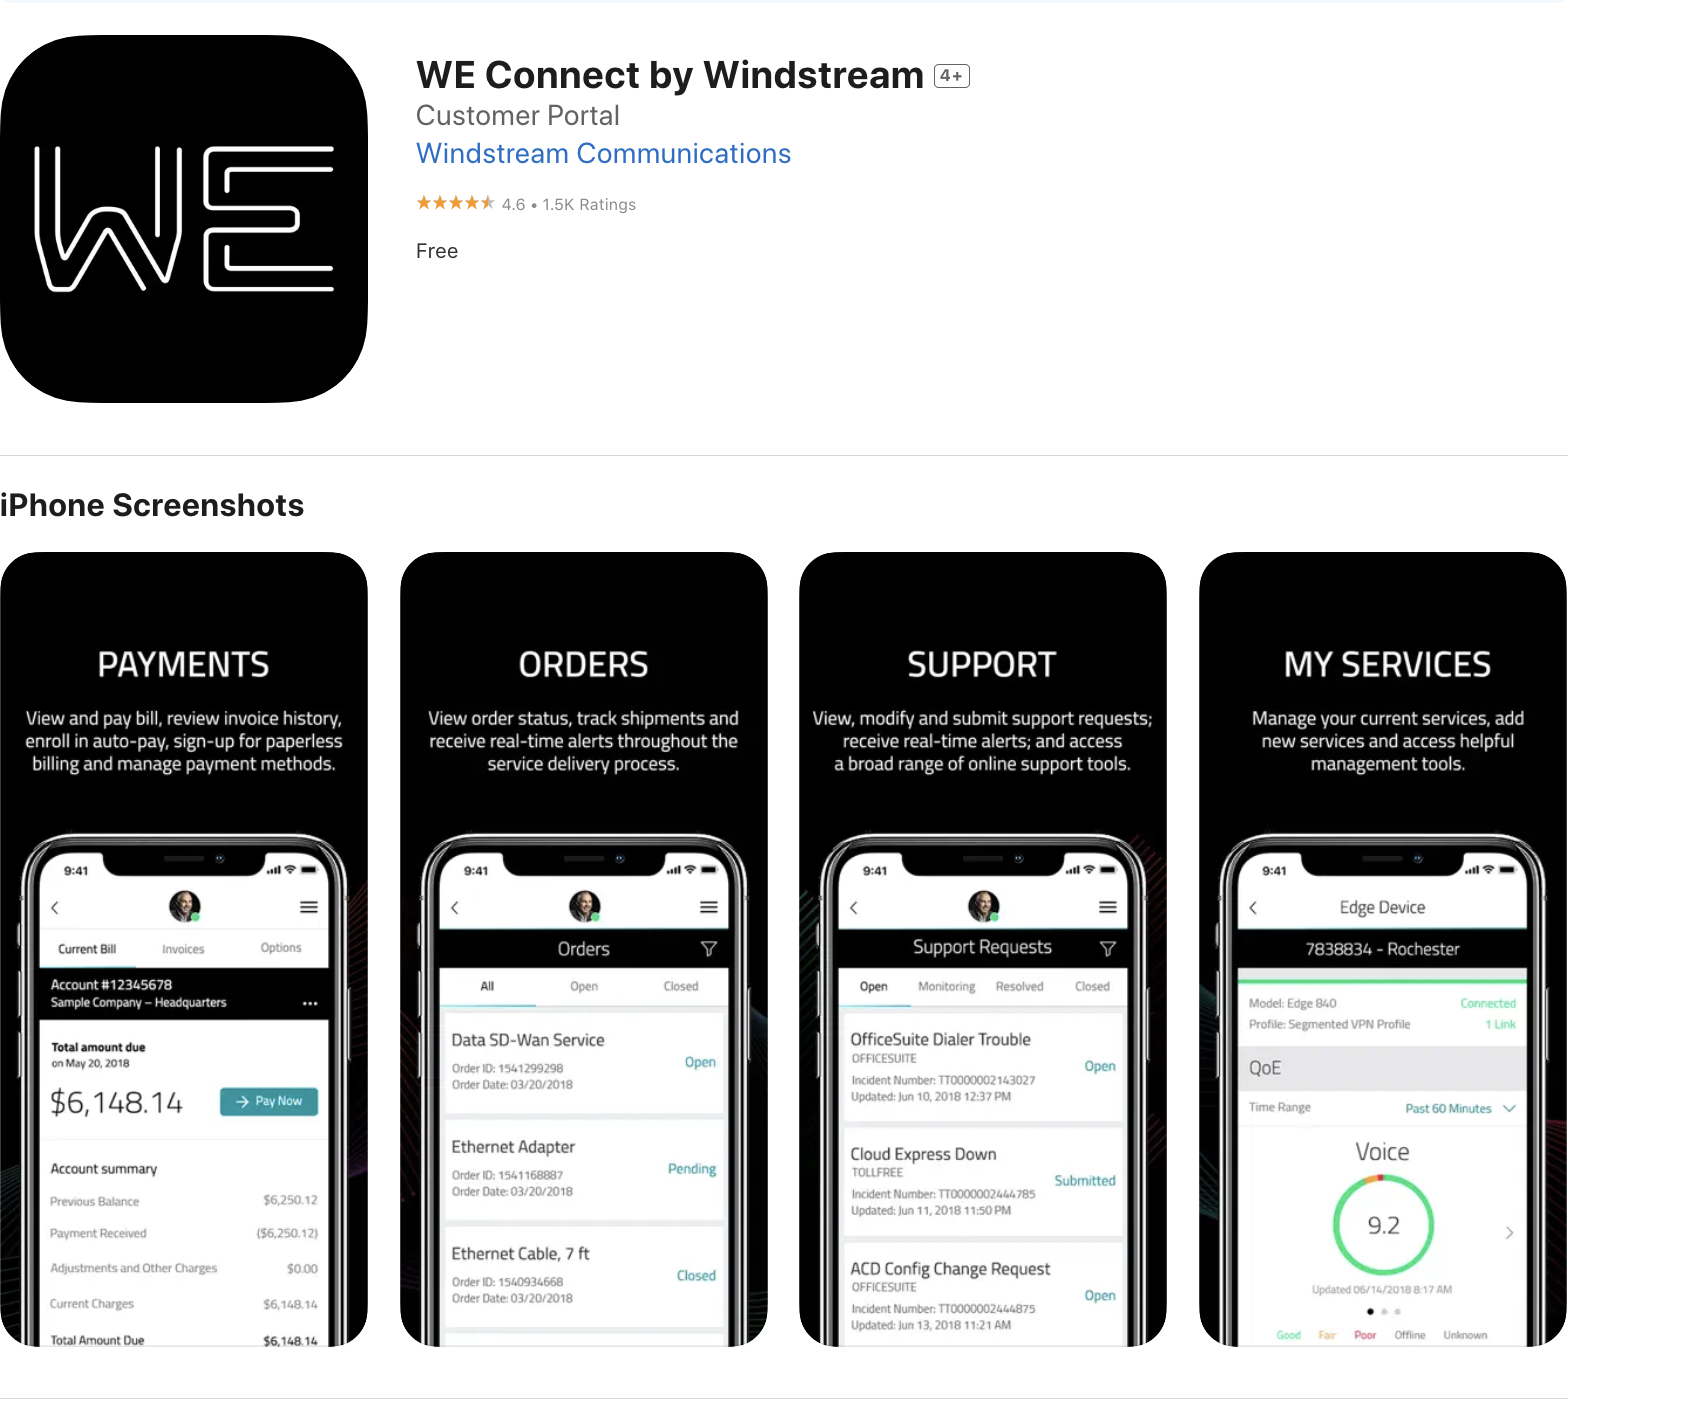 WE
WE Connect by Windstream 4+
Customer Portal
Windstream Communications
4.6 • 1.5K Ratings
Free
iPhone Screenshots
PAYMENTS
View and pay bill, review invoice history,
enroll in auto-pay, sign-up for paperless
billing and manage payment methods.
9:41
Current Bill Invoices Options
Account #12345678
Sample Company – Headquarters
Total amount due
on May 20, 2018
$6,148.14 → Pay Now
Account summary
Previous Balance $6,250.12
Payment Received ($6,250.12)
Adjustments and Other Charges $0.00
Current Charges $6,148.14
Total Amount Due $6,148.14
ORDERS
View order status, track shipments and
receive real-time alerts throughout the
service delivery process.
9:41
Orders
All Open Closed
Data SD-Wan Service
Open
Order ID: 1541299298
Order Date: 03/20/2018
Ethernet Adapter
Pending
Order ID: 1541168887
Order Date: 03/20/2018
Ethernet Cable, 7 ft
Closed
Order ID: 1540934668
Order Date: 03/20/2018
SUPPORT
View, modify and submit support requests;
receive real-time alerts; and access
a broad range of online support tools.
9:41
Support Requests
Open Monitoring Resolved Closed
OfficeSuite Dialer Trouble
OFFICESUITE
Open
Incident Number: TT0000002143027
Updated: Jun 10, 2018 12:37 PM
Cloud Express Down
TOLLFREE
Submitted
Incident Number: TT0000002444785
Updated: Jun 11, 2018 11:50 PM
ACD Config Change Request
OFFICESUITE
Open
Incident Number: TT0000002444875
Updated: Jun 13, 2018 11:21 AM
MY SERVICES
Manage your current services, add
new services and access helpful
management tools.
9:41
Edge Device
7838834 - Rochester
Model: Edge 840 Connected
Profile: Segmented VPN Profile 1 Link
QoE
Time Range Past 60 Minutes
Voice
9.2
Updated 06/14/2018 8:17 AM
Good Fair Poor Offline Unknown